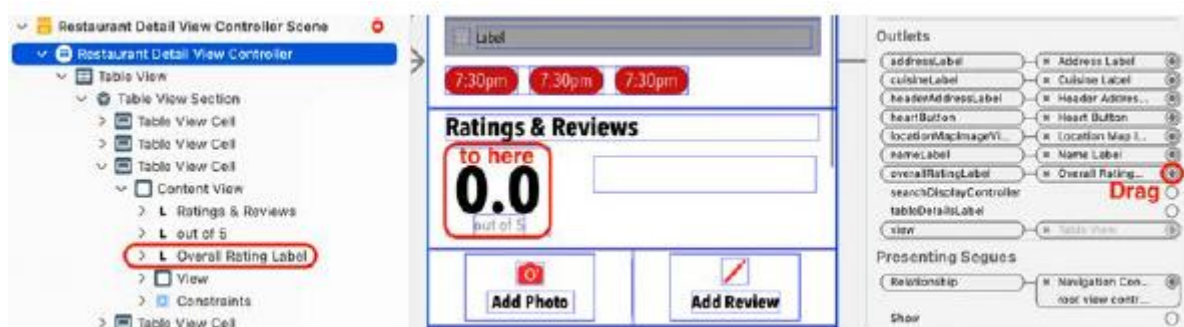 Restaurant Detail View Controller Scene
Restaurant Detail View Controller
Table View
Table View Section
Table View Cell
Table View Cell
Table View Cell
Content View
L Ratings & Reviews
L out of 5
L Overall Rating Label
View
Constraints
Table View Cell
Label
7:30pm 7:30pm 7:30pm
Ratings & Reviews
to here
0.0
out of 5
Add Photo Add Review
Outlets
addressLabel Address Label
cuisineLabel Cuisine Label
headerAddressLabel Header Addres...
heartButton Heart Button
locationMapImageVi... Location Map I...
nameLabel Name Label
overallRatingLabel Overall Rating...
Drag
searchDisplayController
tableDetailsLabel
view Table View
Presenting Segues
Relationship Navigation Con...
root view contr...
Show